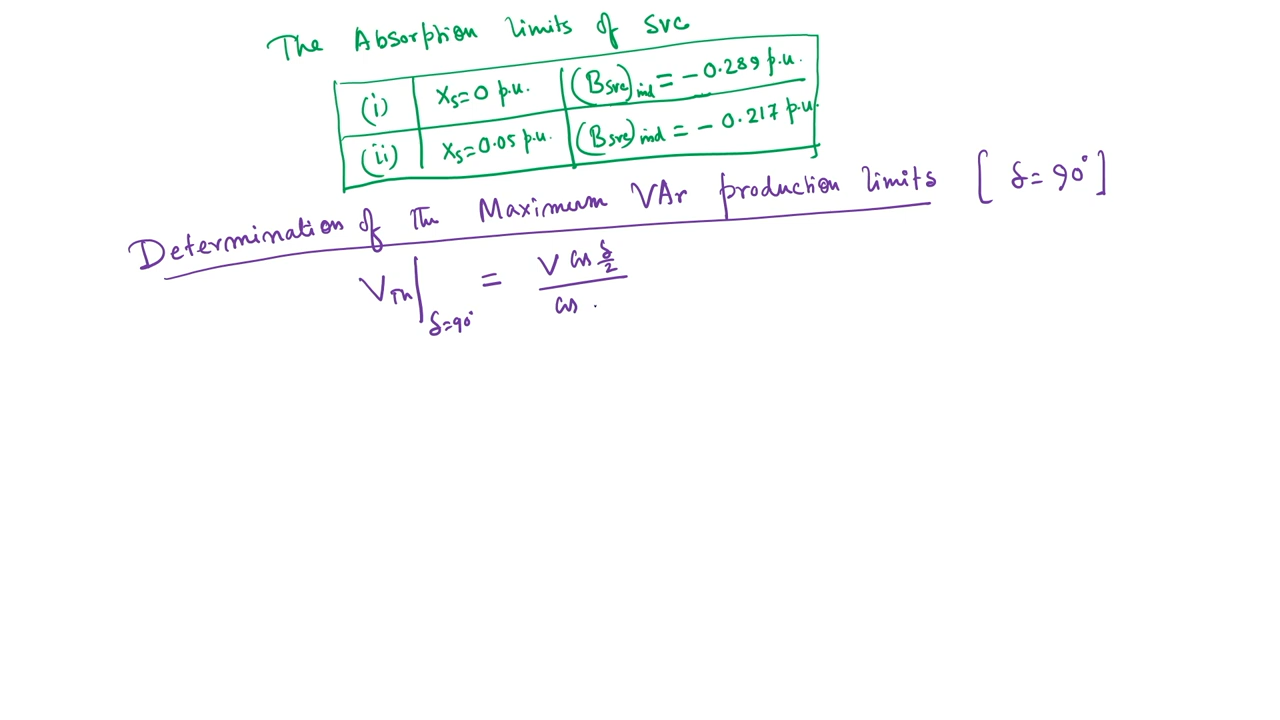 The Absorption limits of SVC
(i) Xs=0 p.u. (Bsvc)ind = -0.289 p.u.
(ii) Xs=0.05 p.u. (Bsvc)ind = -0.217 p.u.
Determination of the Maximum VAr production limits [δ=90°]
VTh|δ=90° = V cos δ/2
cos .